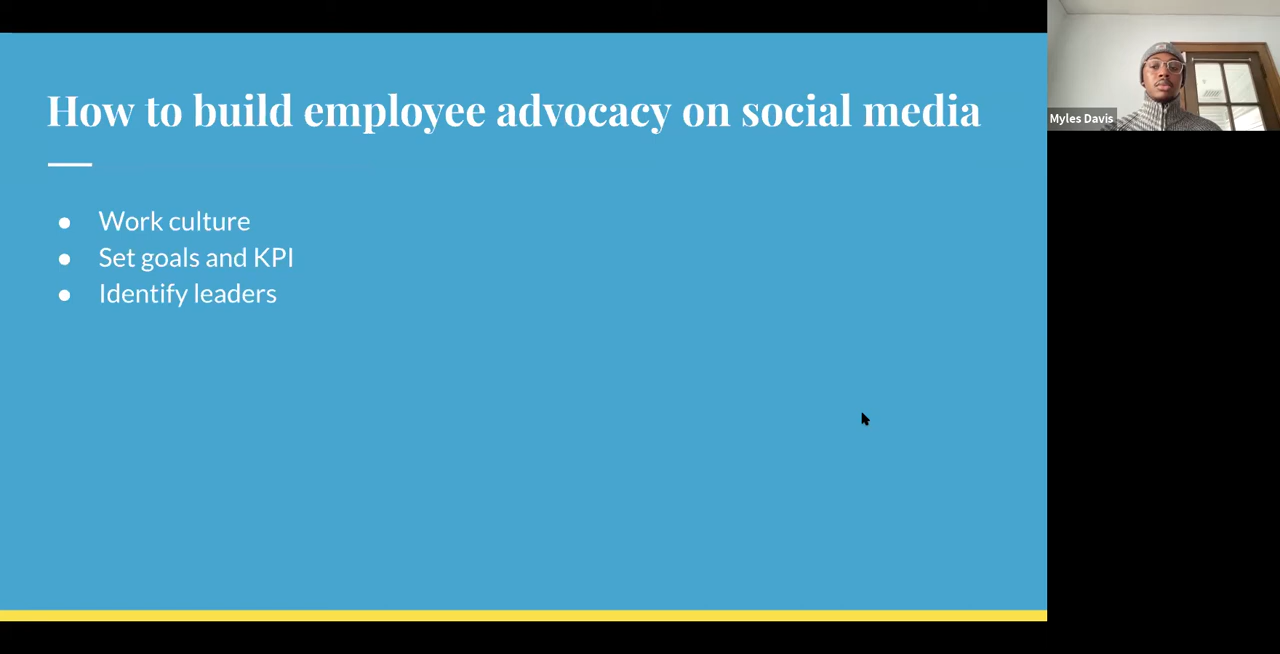 How to build employee advocacy on social media
● Work culture
● Set goals and KPI
● Identify leaders
Myles Davis